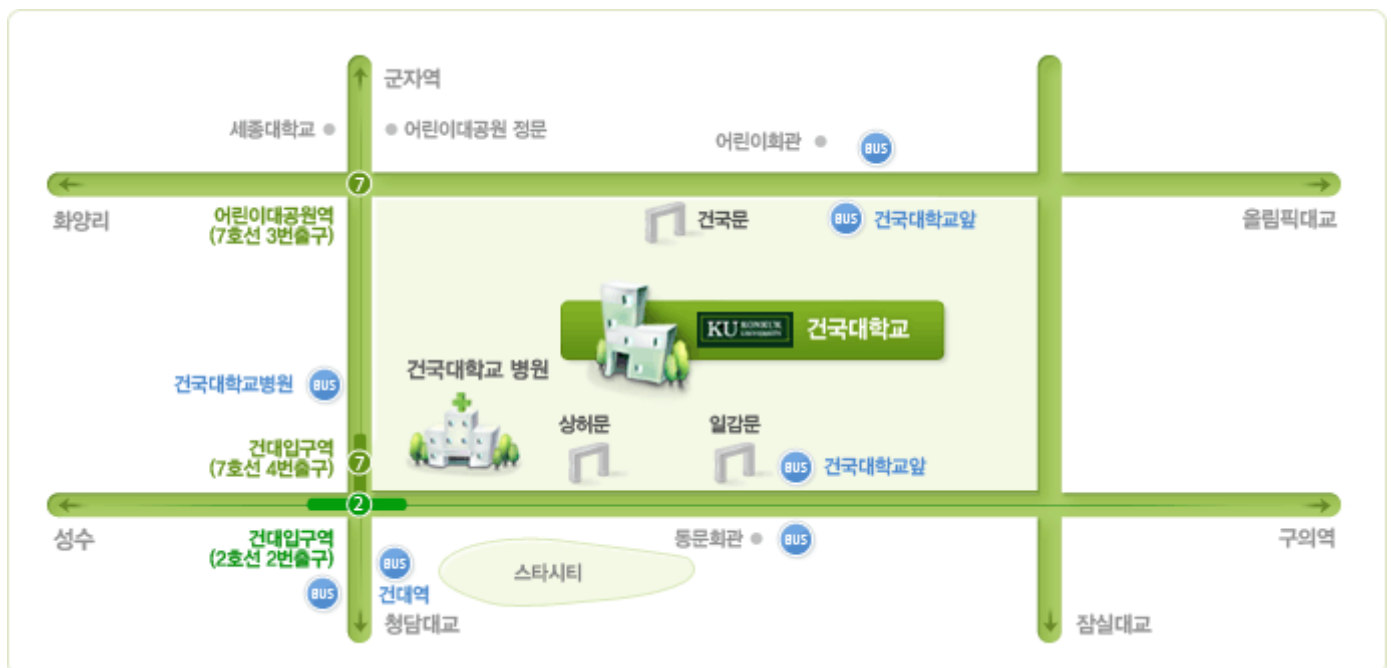 군자역
세종대학교
어린이대공원 정문
어린이회관
BUS
7
화양리
어린이대공원역
(7호선 3번출구)
건국문
BUS
건국대학교앞
올림픽대교
KU KONKUK
UNIVERSITY
건국대학교
건국대학교 병원
건국대학교병원
BUS
상허문
일감문
건대입구역
(7호선 4번출구)
7
BUS
건국대학교앞
2
성수
건대입구역
(2호선 2번출구)
동문회관
BUS
구의역
BUS
스타시티
BUS
건대역
청담대교
잠실대교